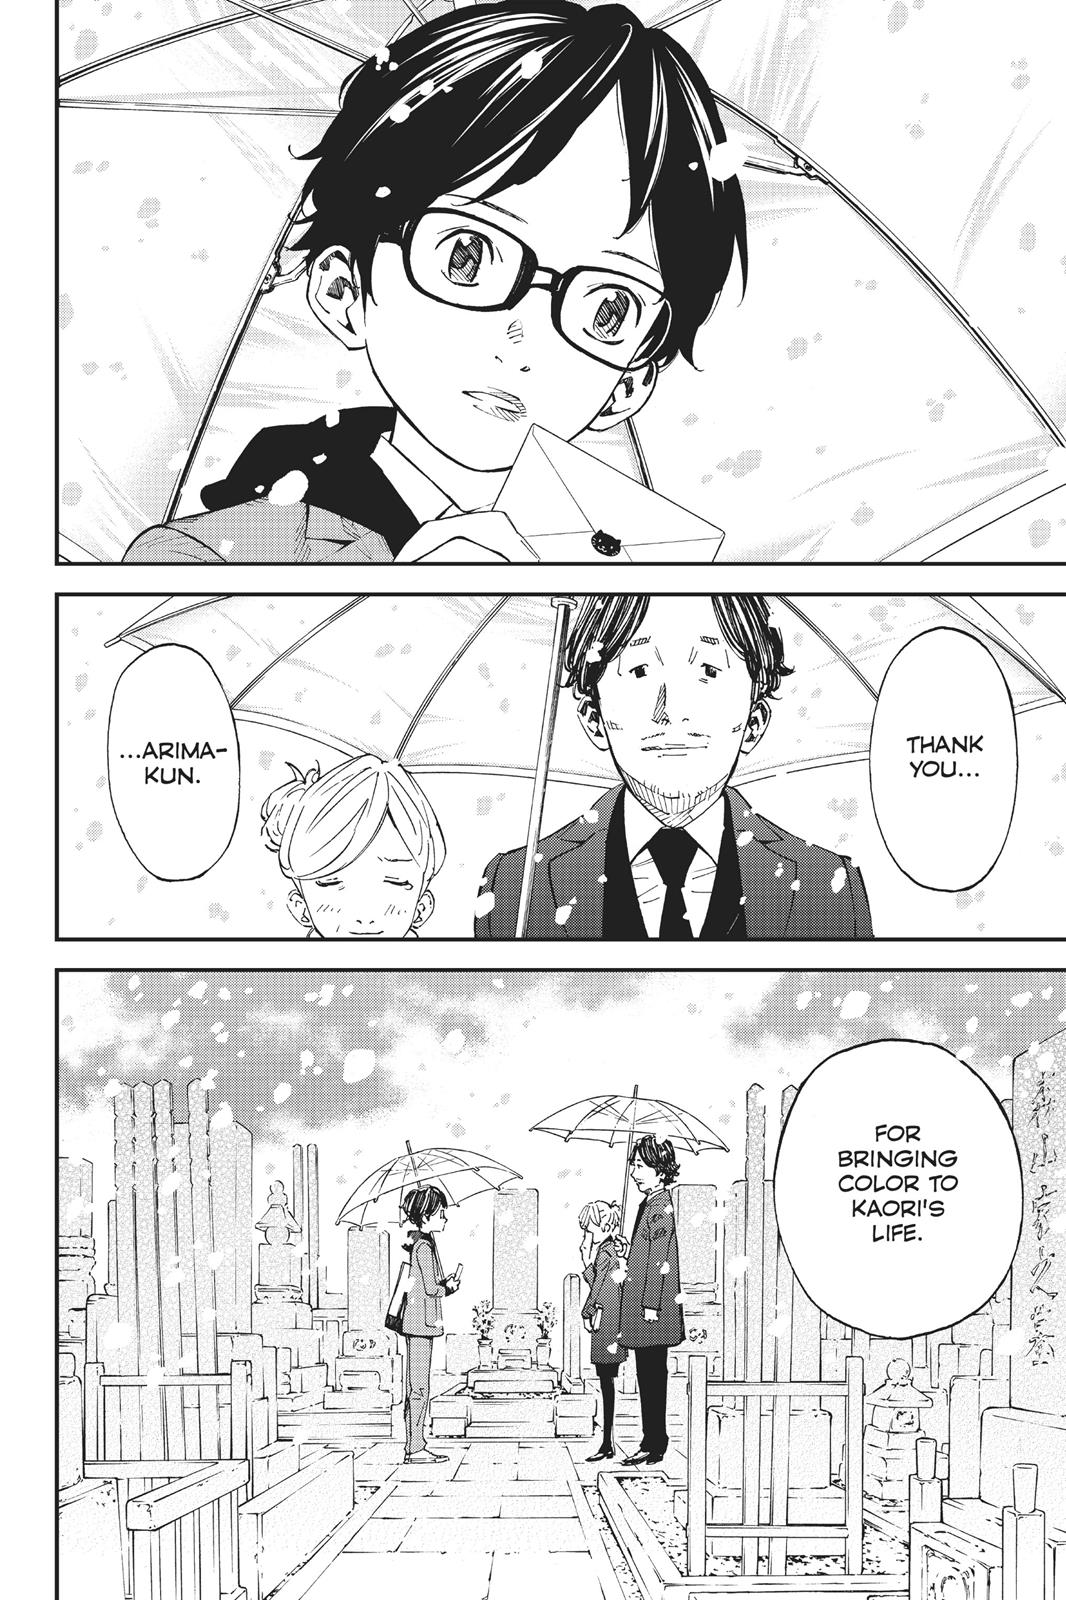 THANK
YOU...
...ARIMA-
KUN.
FOR
BRINGING
COLOR TO
KAORI'S
LIFE.